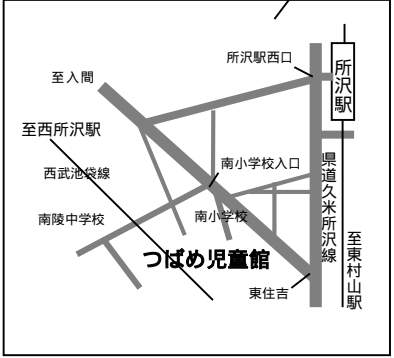 所沢駅西口
所沢駅
至入間
至西所沢駅
南小学校入口
西武池袋線
県道久米所沢線
南陵中学校
南小学校
至東村山駅
つばめ児童館
東住吉